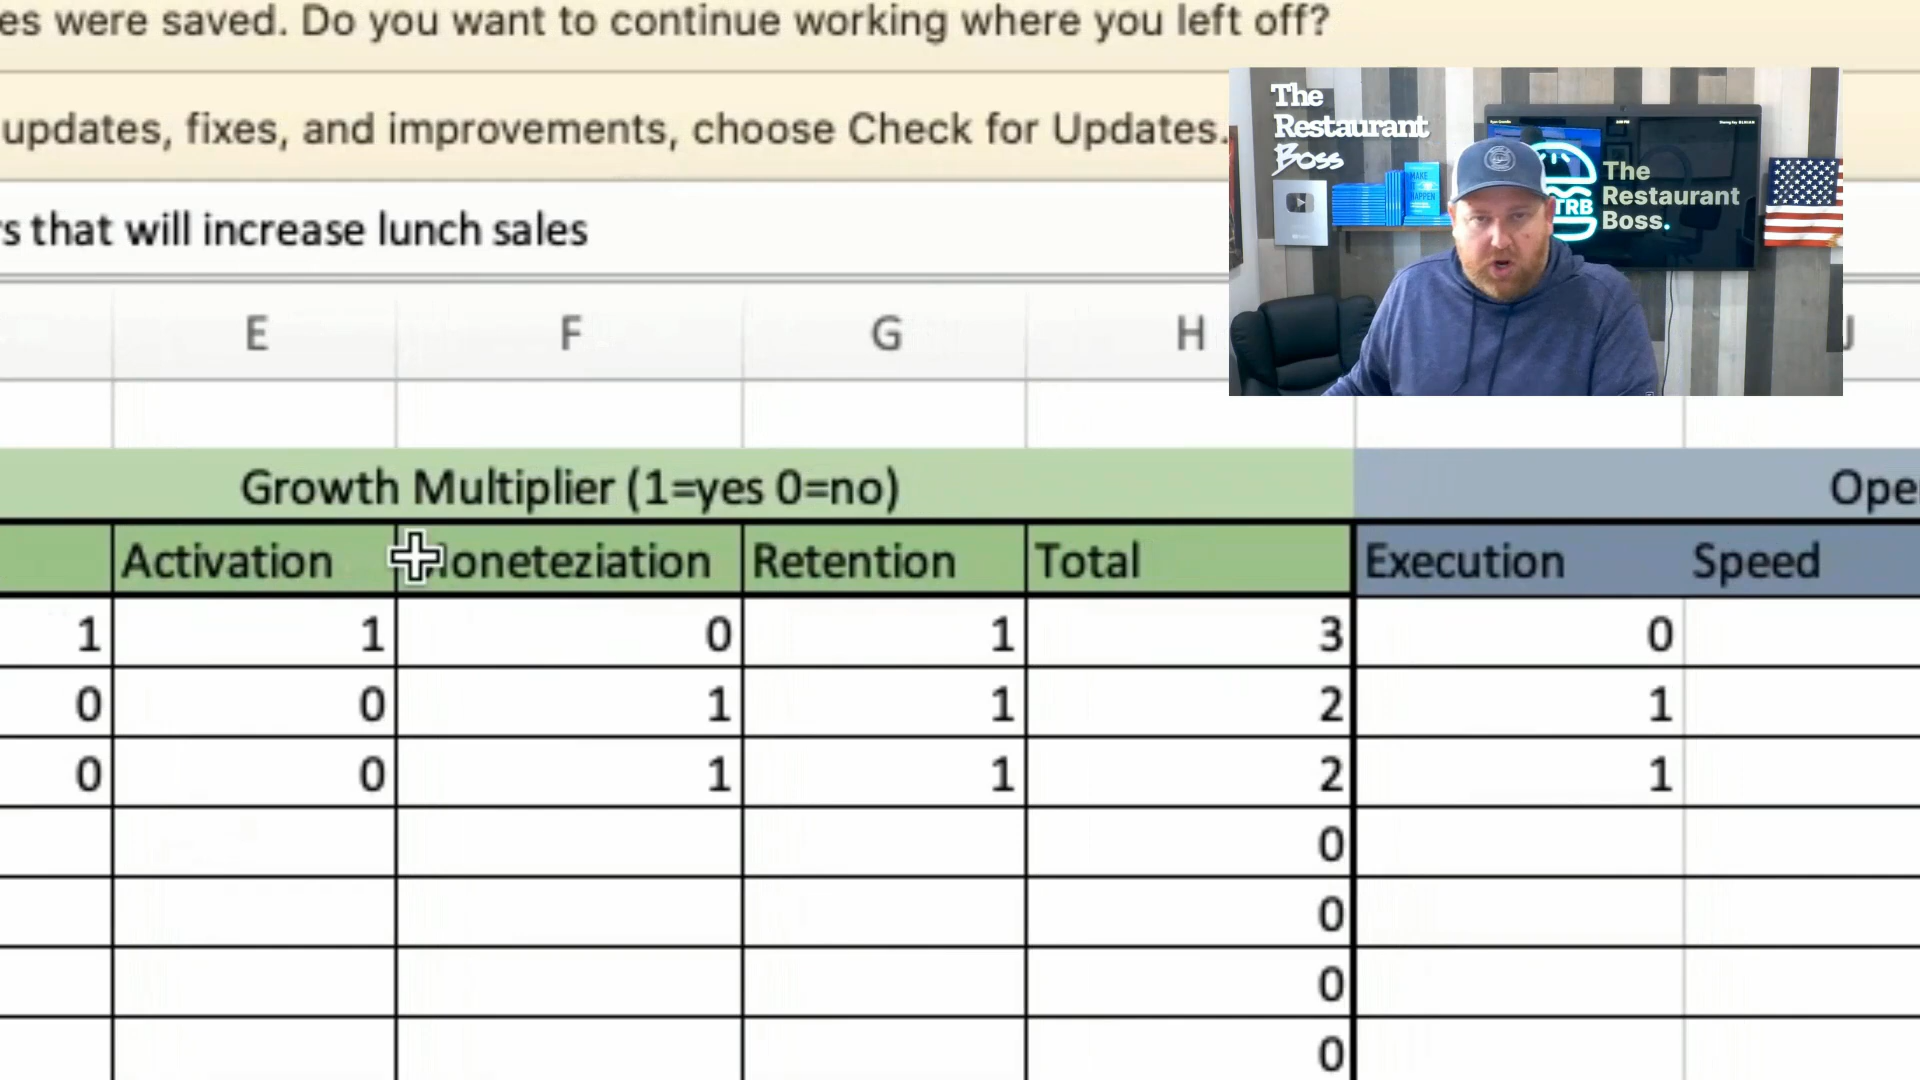 es were saved. Do you want to continue working where you left off?
updates, fixes, and improvements, choose Check for Updates.
s that will increase lunch sales
The
Restaurant
Boss
MAKE
IT
HAPPEN
TRB
The
Restaurant
Boss.
E F G H J
Growth Multiplier (1=yes 0=no) Ope
Activation oneteziation Retention Total Execution Speed
1 1 0 1 3 0
0 0 1 1 2 1
0 0 1 1 2 1
0
0
0
0